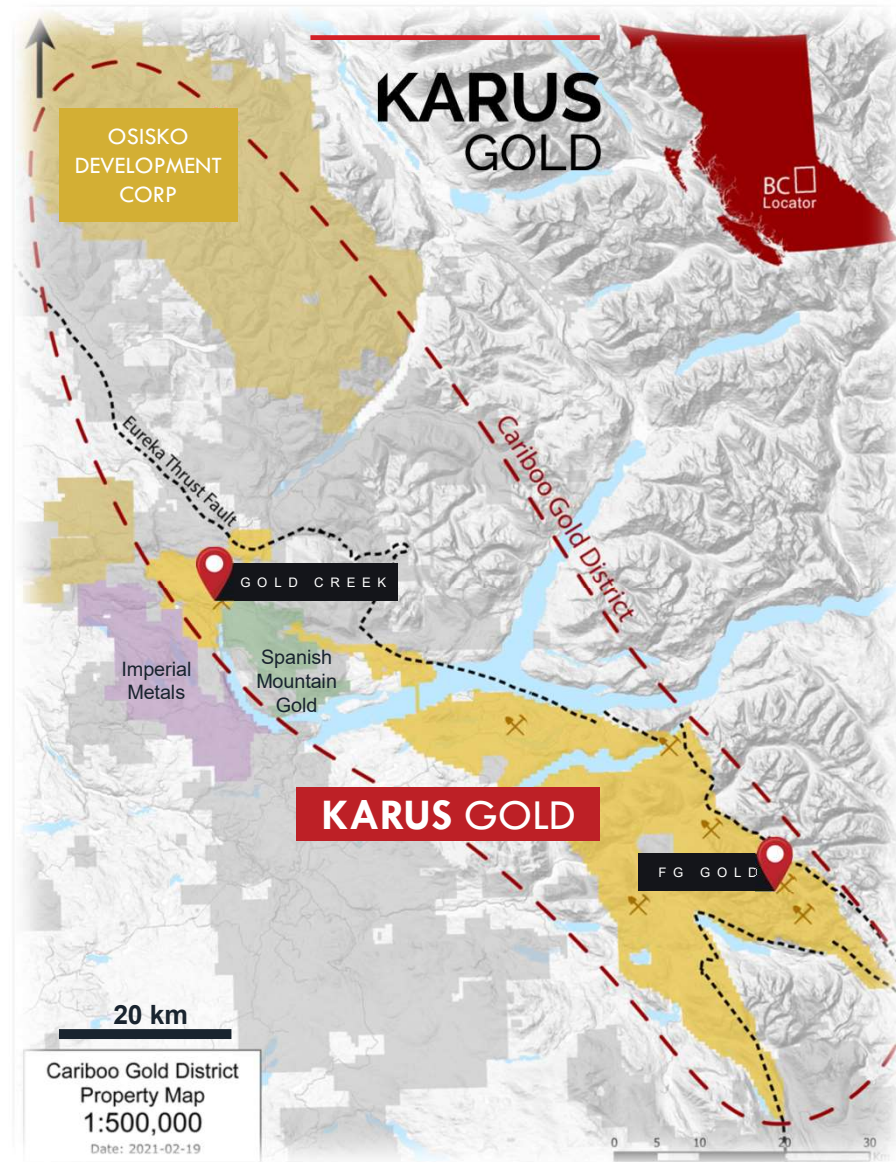 KARUS
GOLD
OSISKO
DEVELOPMENT
CORP
BC
Locator
Eureka Thrust Fault
Cariboo Gold District
GOLD CREEK
Imperial
Metals
Spanish
Mountain
Gold
KARUS GOLD
FG GOLD
20 km
Cariboo Gold District
Property Map
1:500,000
Date: 2021-02-19
0 5 10 20 30
Km